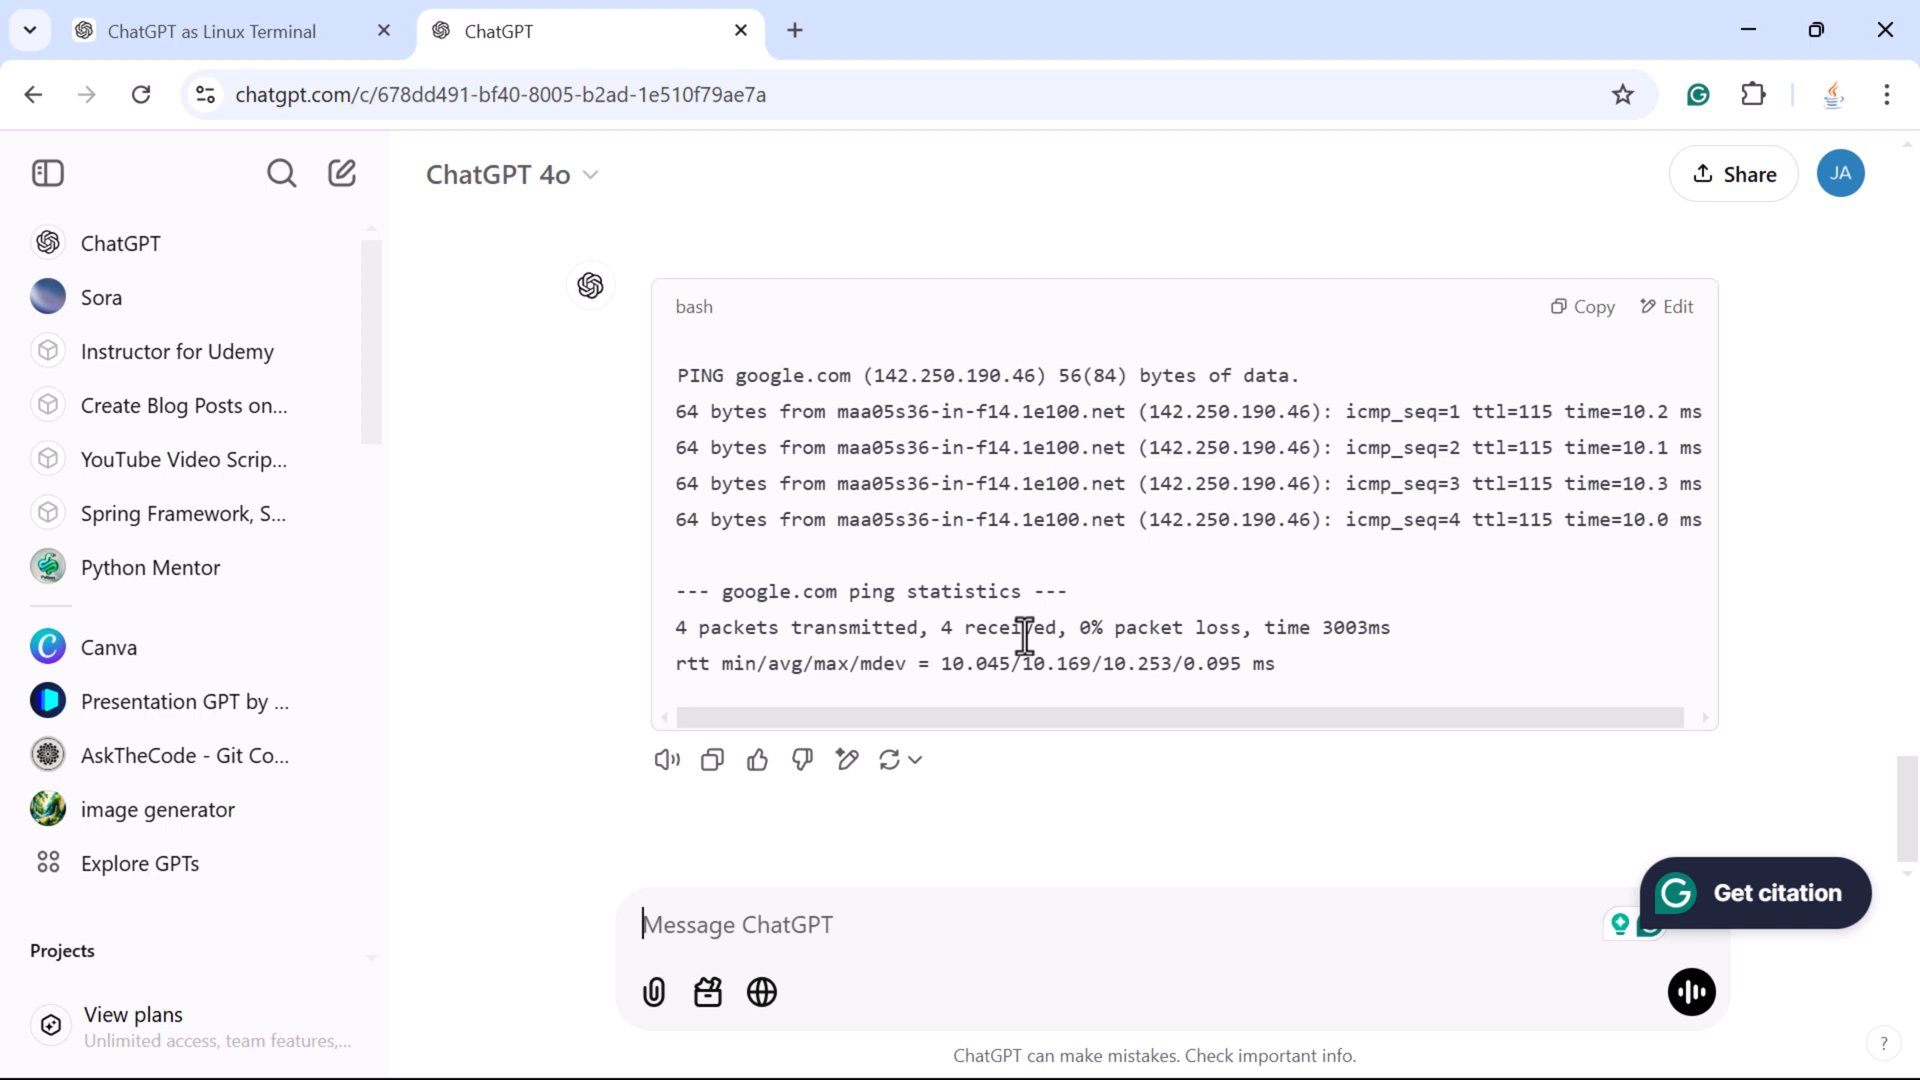 ChatGPT as Linux Terminal
ChatGPT
chatgpt.com/c/678dd491-bf40-8005-b2ad-1e510f79ae7a
ChatGPT 4o
Share
JA
ChatGPT
Sora
Instructor for Udemy
Create Blog Posts on...
YouTube Video Scrip...
Spring Framework, S...
Python Mentor
Canva
Presentation GPT by ...
AskTheCode - Git Co...
image generator
Explore GPTs
Projects
View plans
Unlimited access, team features,...
bash
Copy
Edit
PING google.com (142.250.190.46) 56(84) bytes of data.
64 bytes from maa05s36-in-f14.1e100.net (142.250.190.46): icmp_seq=1 ttl=115 time=10.2 ms
64 bytes from maa05s36-in-f14.1e100.net (142.250.190.46): icmp_seq=2 ttl=115 time=10.1 ms
64 bytes from maa05s36-in-f14.1e100.net (142.250.190.46): icmp_seq=3 ttl=115 time=10.3 ms
64 bytes from maa05s36-in-f14.1e100.net (142.250.190.46): icmp_seq=4 ttl=115 time=10.0 ms
--- google.com ping statistics ---
4 packets transmitted, 4 received, 0% packet loss, time 3003ms
rtt min/avg/max/mdev = 10.045/10.169/10.253/0.095 ms
Get citation
Message ChatGPT
ChatGPT can make mistakes. Check important info.
?